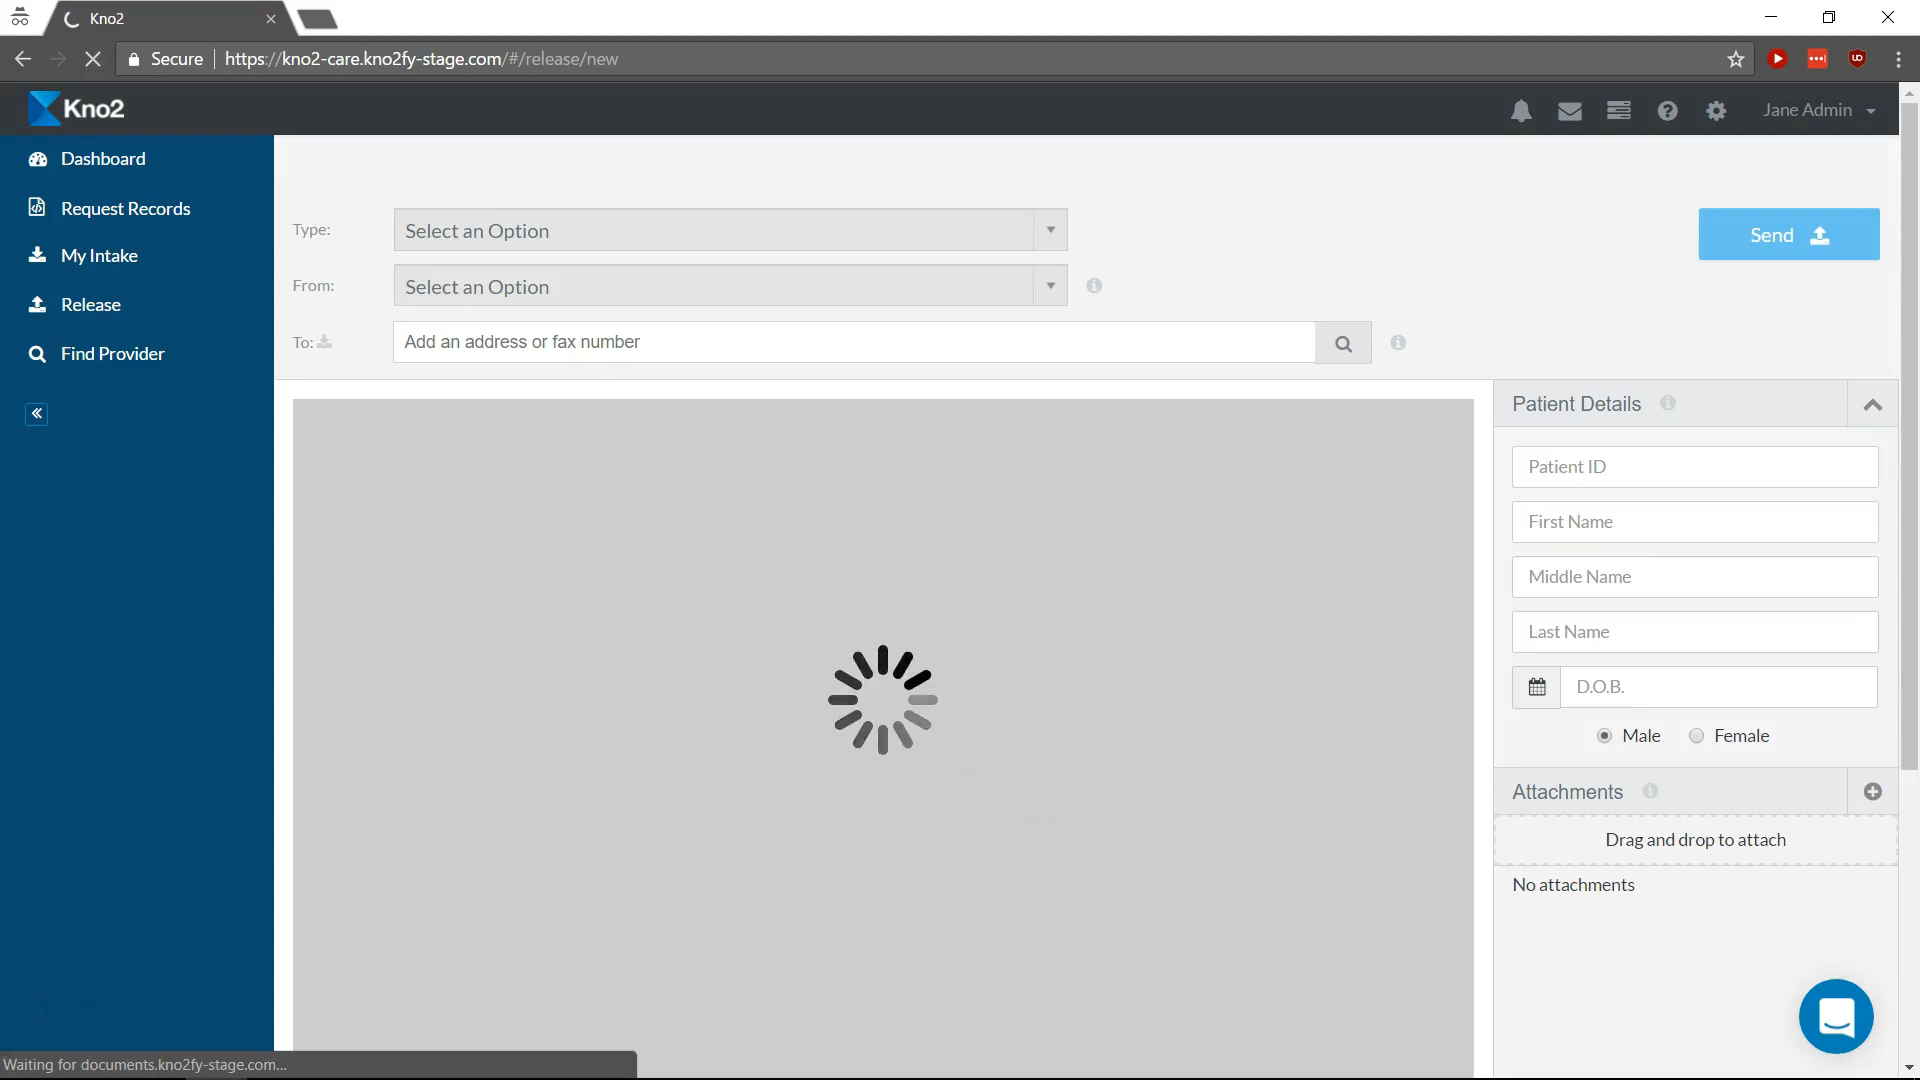 Kno2
Secure
https://kno2-care.kno2fy-stage.com/#/release/new
Kno2
Jane Admin
Dashboard
Request Records
My Intake
Release
Find Provider
Type:
Select an Option
Send
From:
Select an Option
To:
Add an address or fax number
Patient Details
Patient ID
First Name
Middle Name
Last Name
D.O.B.
Male
Female
Attachments
Drag and drop to attach
No attachments
Waiting for documents.kno2fy-stage.com...